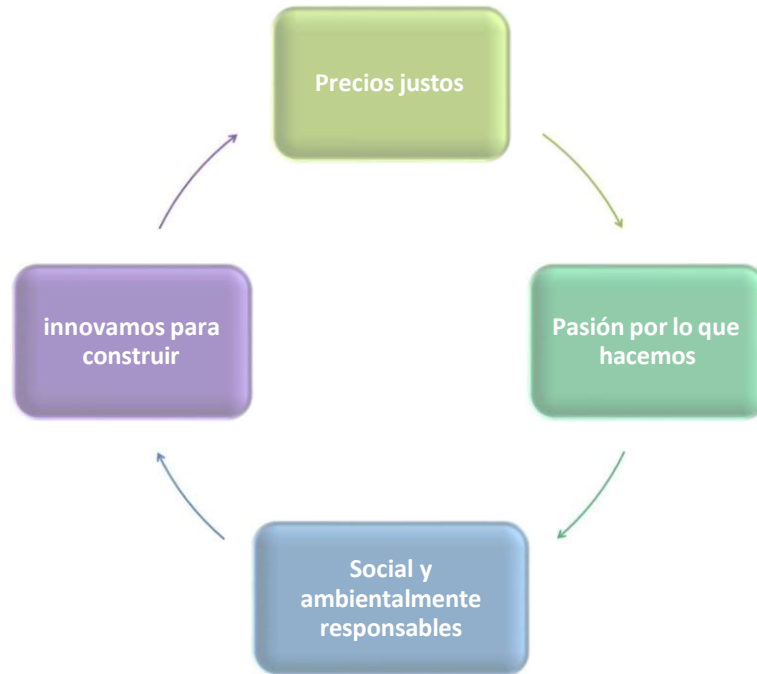 Precios justos
Pasión por lo que
hacemos
Social y
ambientalmente
responsables
innovamos para
construir